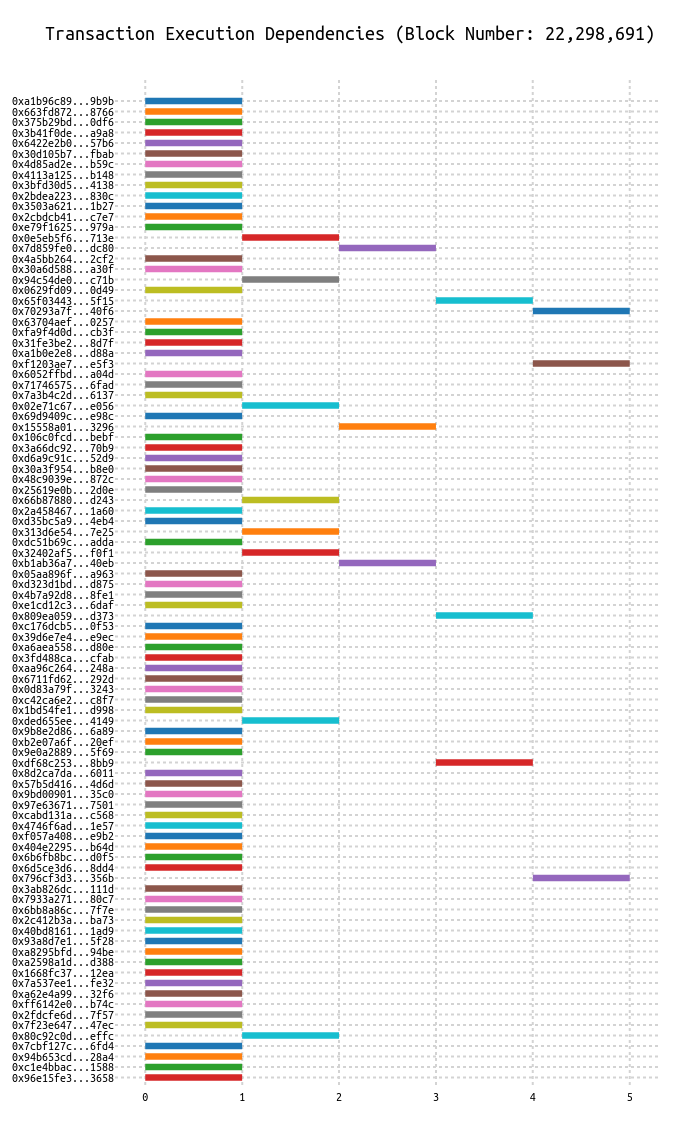 Transaction Execution Dependencies (Block Number: 22,298,691)
0xa1b96c89...9b9b
0x663fd872...8766
0x375b29bd...0df6
0x3b41f0de...a9a8
0x6422e2b0...57b6
0x30d105b7...fbab
0x4d85ad2e...b59c
0x4113a125...b148
0x3bfd30d5...4138
0x2bdea223...830c
0x3503a621...1b27
0x2cbdcb41...c7e7
0xe79f1625...979a
0x0e5eb5f6...713e
0x7d859fe0...dc80
0x4a5bb264...2cf2
0x30a6d588...a30f
0x94c54de0...c71b
0x0629fd09...0d49
0x65f03443...5f15
0x70293a7f...40f6
0x63704aef...0257
0xfa9f4d0d...cb3f
0x31fe3be2...8d7f
0xa1b0e2e8...d88a
0xf1203ae7...e5f3
0x6052ffbd...a04d
0x71746575...6fad
0x7a3b4c2d...6137
0x02e71c67...e056
0x69d9409c...e98c
0x15558a01...3296
0x106c0fcd...bebf
0x3a66dc92...70b9
0xd6a9c91c...52d9
0x30a3f954...b8e0
0x48c9039e...872c
0x25619e0b...2d0e
0x66b87880...d243
0x2a458467...1a60
0xd35bc5a9...4eb4
0x313d6e54...7e25
0xdc51b69c...adda
0x32402af5...f0f1
0xb1ab36a7...40eb
0x05aa896f...a963
0xd323d1bd...d875
0x4b7a92d8...8fe1
0xe1cd12c3...6daf
0x809ea059...d373
0xc176dcb5...0f53
0x39d6e7e4...e9ec
0xa6aea558...d80e
0x3fd488ca...cfab
0xaa96c264...248a
0x6711fd62...292d
0x0d83a79f...3243
0xc42ca6e2...c8f7
0x1bd54fe1...d998
0xded655ee...4149
0x9b8e2d86...6a89
0xb2e07a6f...20ef
0x9e0a2889...5f69
0xdf68c253...8bb9
0x8d2ca7da...6011
0x57b5d416...4d6d
0x9bd00901...35c0
0x97e63671...7501
0xcabd131a...c568
0x4746f6ad...1e57
0xf057a408...e9b2
0x404e2295...b64d
0x6b6fb8bc...d0f5
0x6d5ce3d6...8dd4
0x796cf3d3...356b
0x3ab826dc...111d
0x7933a271...80c7
0x6bb8a86c...7f7e
0x2c412b3a...ba73
0x40bd8161...1ad9
0x93a8d7e1...5f28
0xa8295bfd...94be
0xa2598a1d...d388
0x1668fc37...12ea
0x7a537ee1...fe32
0xa62e4a99...32f6
0xff6142e0...b74c
0x2fdcfe6d...7f57
0x7f23e647...47ec
0x80c92c0d...effc
0x7cbf127c...6fd4
0x94b653cd...28a4
0xc1e4bbac...1588
0x96e15fe3...3658
0 1 2 3 4 5